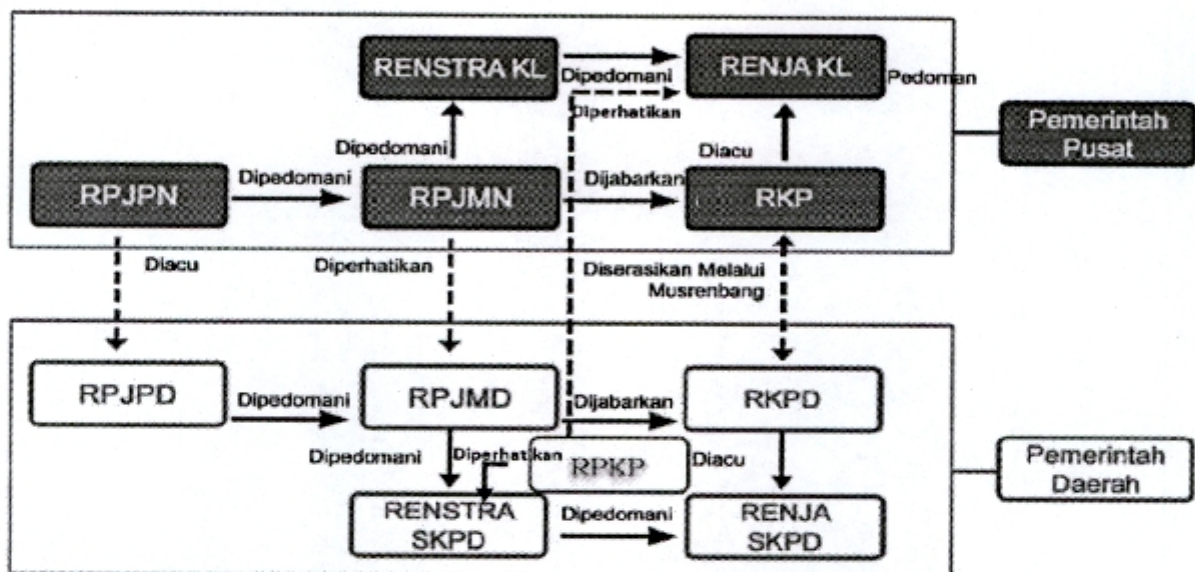 RENSTRA KL
Dipedomani
RENJA KL
Pedoman
Diperhatikan
Dipedomani
Diacu
Pemerintah
Pusat
RPJPN
Dipedomani
RPJMN
Dijabarkan
RKP
Diacu
Diperhatikan
Diserasikan Melalui
Musrenbang
RPJPD
Dipedomani
RPJMD
Dijabarkan
RKPD
Dipedomani
Diperhatikan
RPKP
Diacu
Pemerintah
Daerah
RENSTRA
SKPD
Dipedomani
RENJA
SKPD